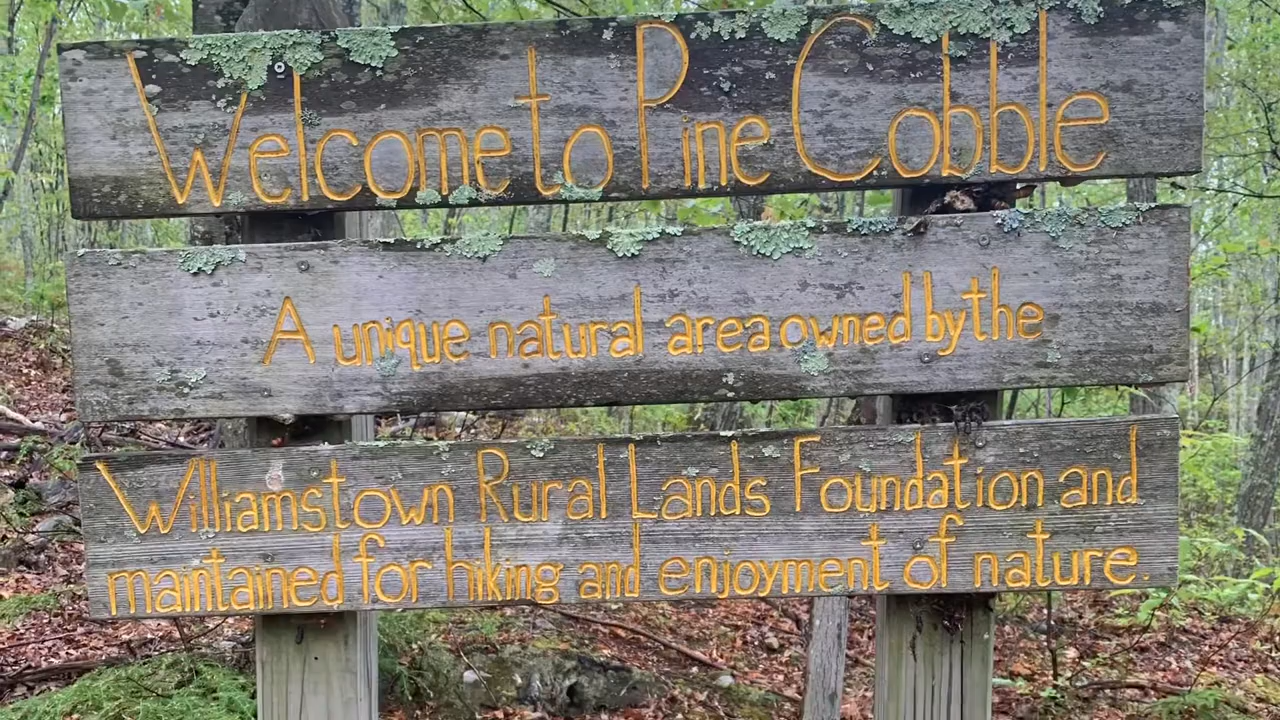 Welcome to Pine Cobble
A unique natural area owned by the
Williamstown Rural Lands Foundation and
maintained for hiking and enjoyment of nature.